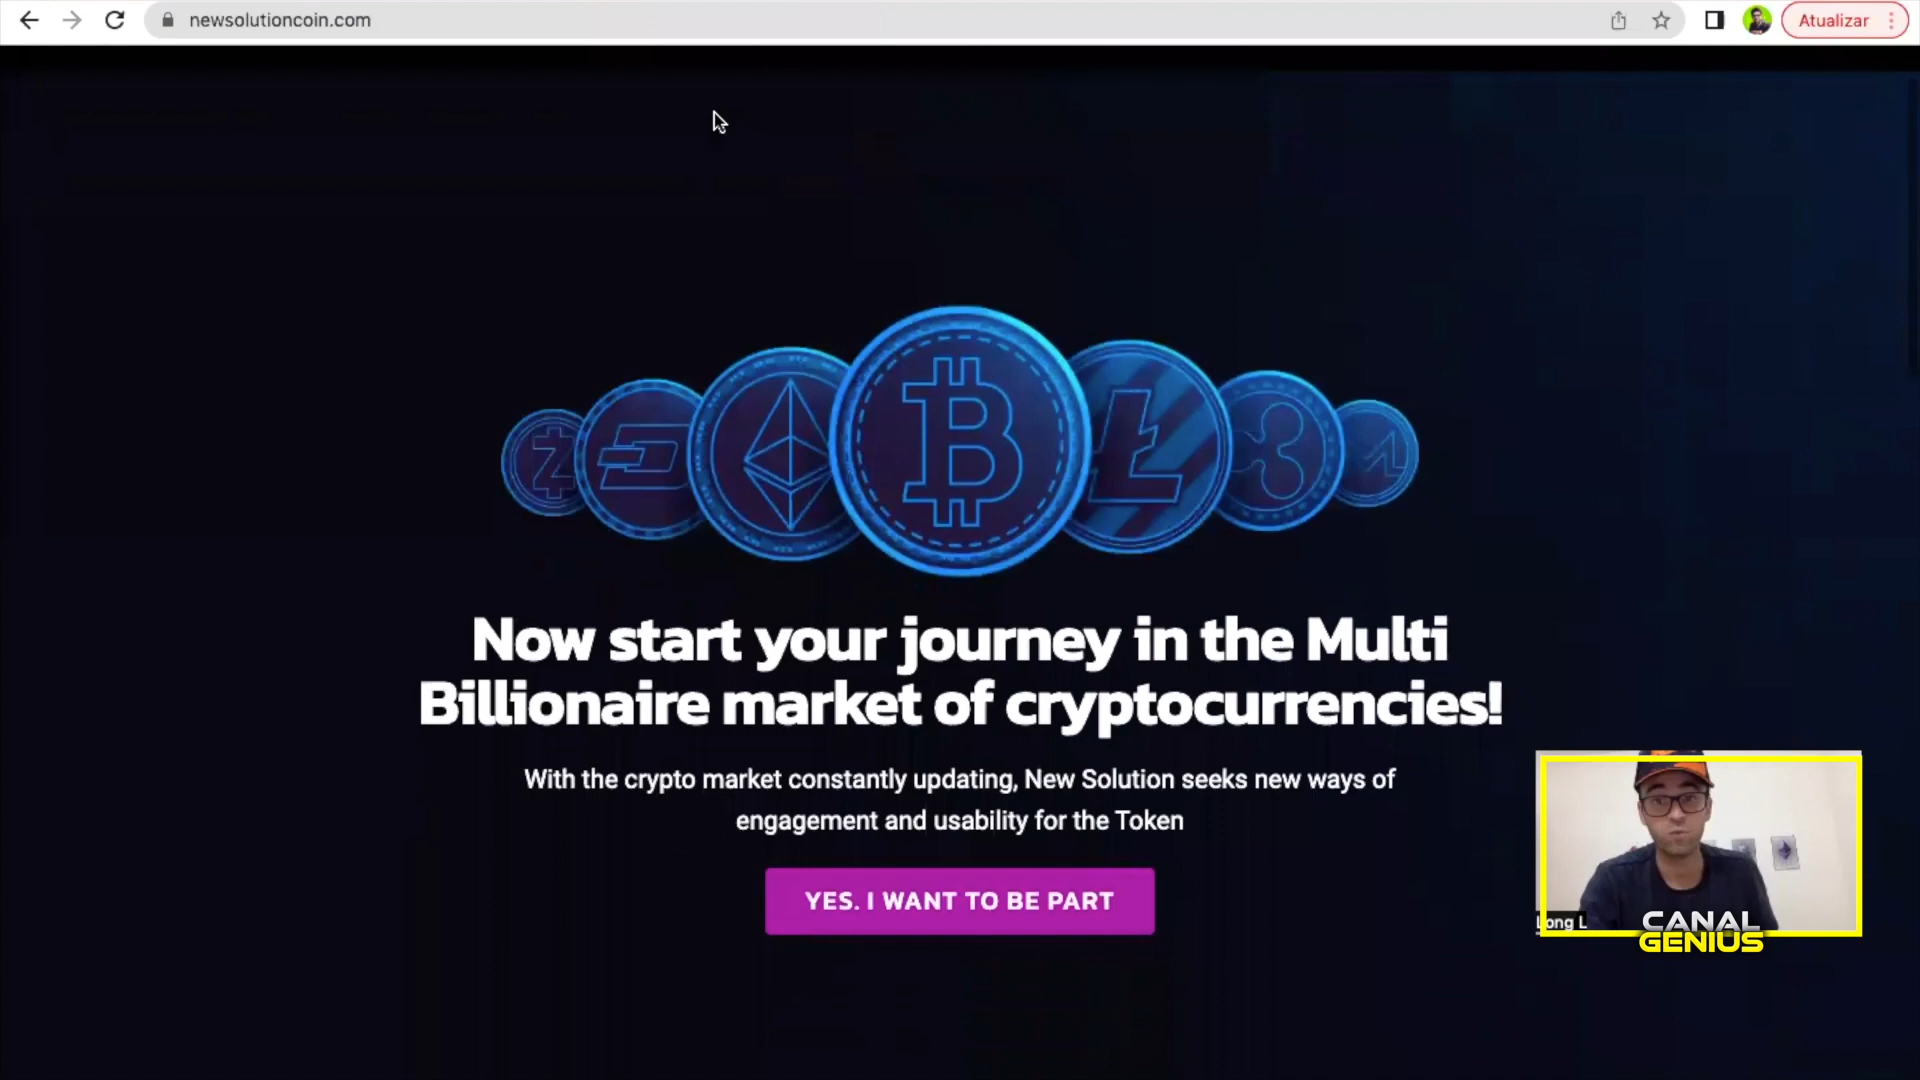 newsolutioncoin.com
Atualizar
Now start your journey in the Multi
Billionaire market of cryptocurrencies!
With the crypto market constantly updating, New Solution seeks new ways of
engagement and usability for the Token
YES. I WANT TO BE PART
Long L
CANAL
GENIUS